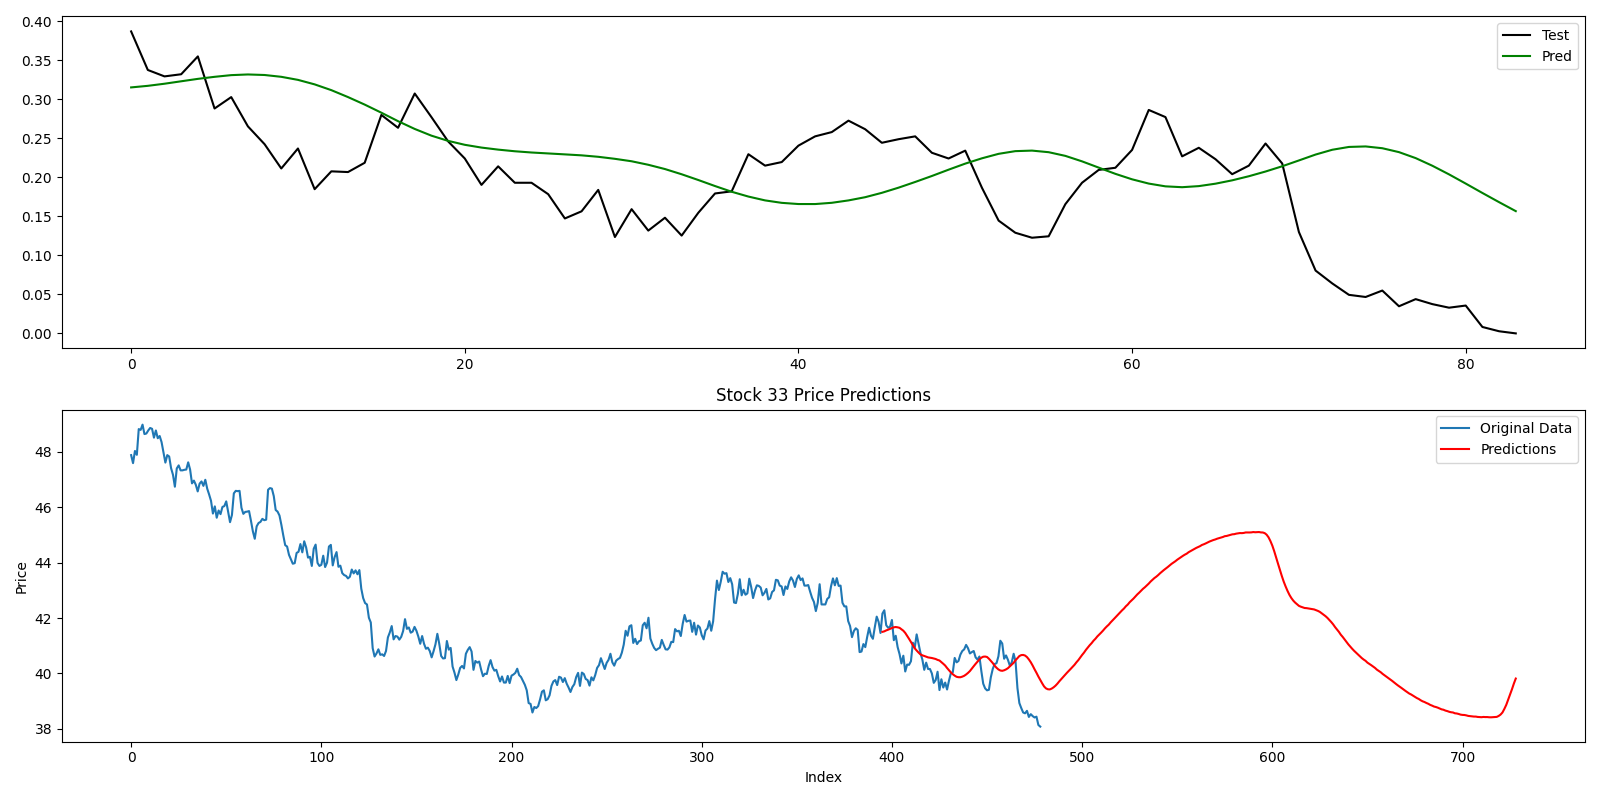 0.40
0.35
0.30
0.25
0.20
0.15
0.10
0.05
0.00
0 20 40 60 80
Test
Pred
Stock 33 Price Predictions
48
46
44
42
40
38
Price
0 100 200 300 400 500 600 700
Index
Original Data
Predictions